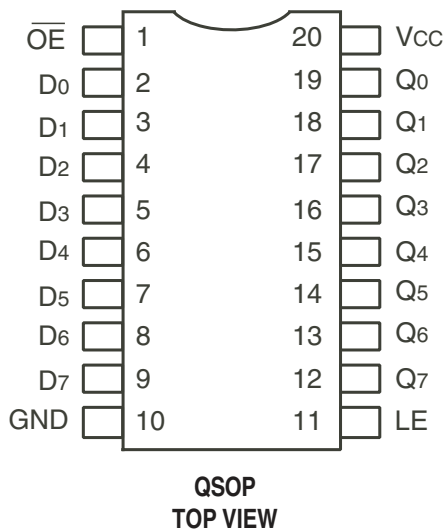 O̅E̅ 1 20 VCC
D0 2 19 Q0
D1 3 18 Q1
D2 4 17 Q2
D3 5 16 Q3
D4 6 15 Q4
D5 7 14 Q5
D6 8 13 Q6
D7 9 12 Q7
GND 10 11 LE
QSOP
TOP VIEW